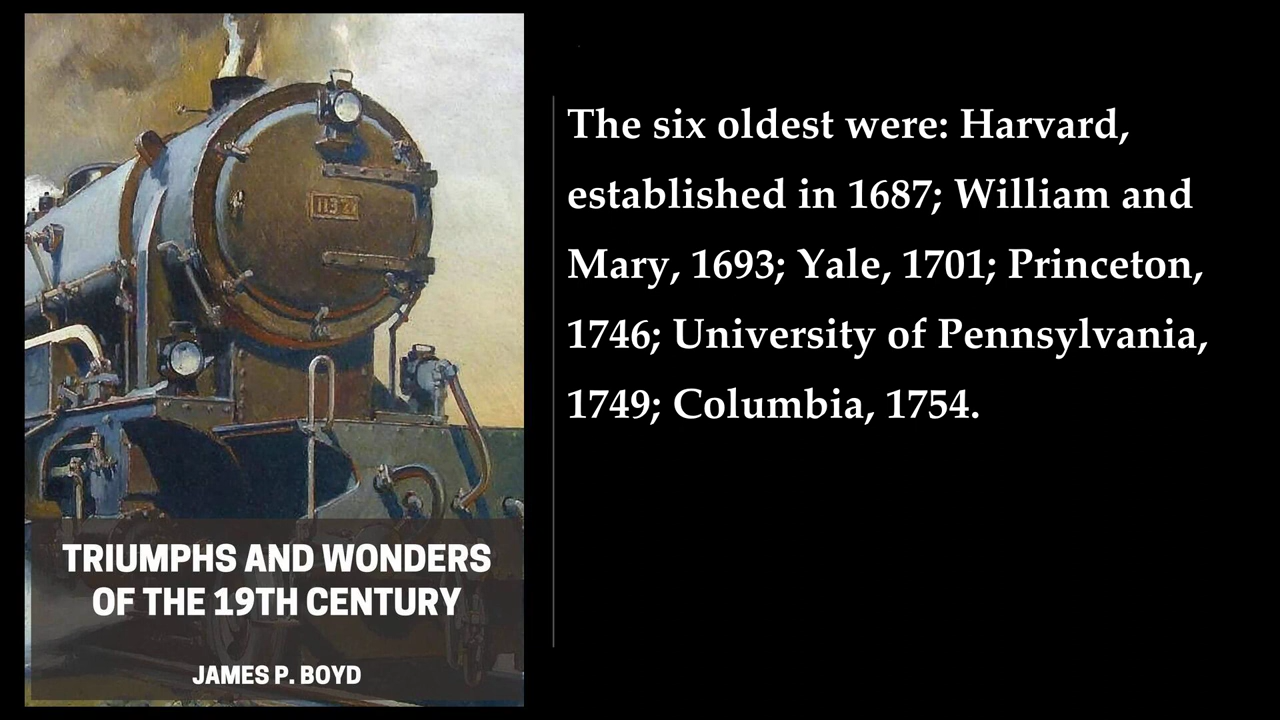 The six oldest were: Harvard,
established in 1687; William and
Mary, 1693; Yale, 1701; Princeton,
1746; University of Pennsylvania,
1749; Columbia, 1754.
TRIUMPHS AND WONDERS
OF THE 19TH CENTURY
JAMES P. BOYD